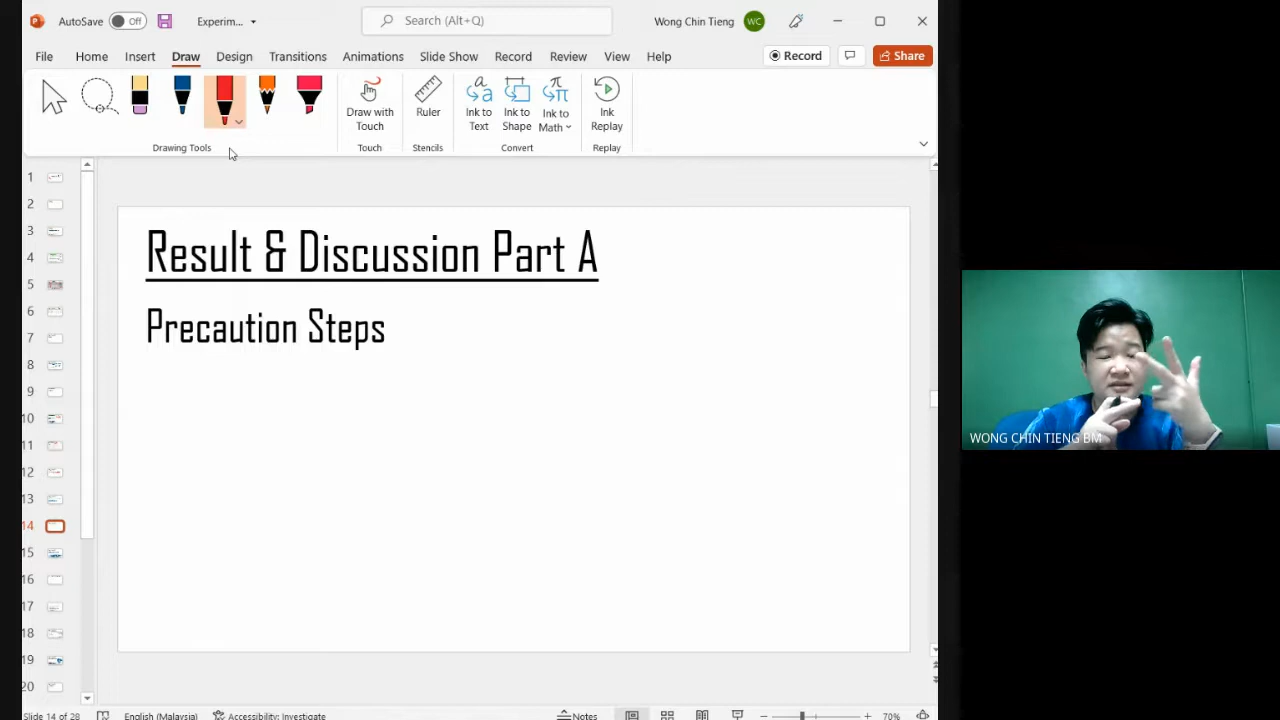 AutoSave Off Experim... Search (Alt+Q) Wong Chin Tieng WC
File Home Insert Draw Design Transitions Animations Slide Show Record Review View Help Record Share
Draw with Touch
Ruler
Ink to Text
Ink to Shape
Ink to Math
Ink Replay
Drawing Tools Touch Stencils Convert Replay
1
2
3
4
5
6
7
8
9
10
11
12
13
14
15
16
17
18
19
20
Result & Discussion Part A
Precaution Steps
WONG CHIN TIENG BM
Slide 14 of 28 English (Malaysia) Accessibility: Investigate Notes 70%